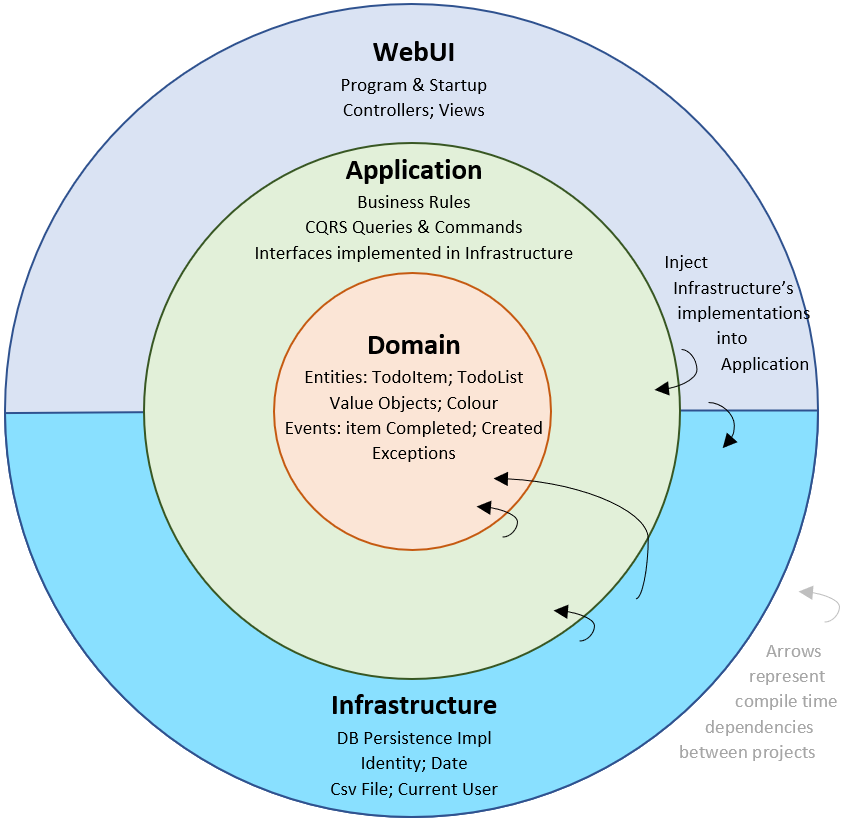 WebUI
Program & Startup
Controllers; Views
Application
Business Rules
CQRS Queries & Commands
Interfaces implemented in Infrastructure
Inject
Infrastructure's
implementations
into
Application
Domain
Entities: TodoItem; TodoList
Value Objects; Colour
Events: item Completed; Created
Exceptions
Arrows
represent
compile time
dependencies
between projects
Infrastructure
DB Persistence Impl
Identity; Date
Csv File; Current User